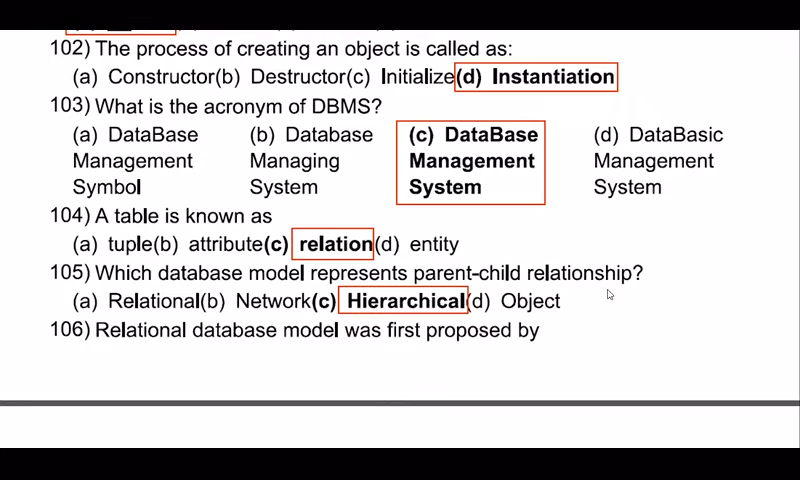 102) The process of creating an object is called as:
(a) Constructor(b) Destructor(c) Initialize(d) Instantiation
103) What is the acronym of DBMS?
(a) DataBase (b) Database (c) DataBase (d) DataBasic
Management Managing Management Management
Symbol System System System
104) A table is known as
(a) tuple(b) attribute(c) relation(d) entity
105) Which database model represents parent-child relationship?
(a) Relational(b) Network(c) Hierarchical(d) Object
106) Relational database model was first proposed by